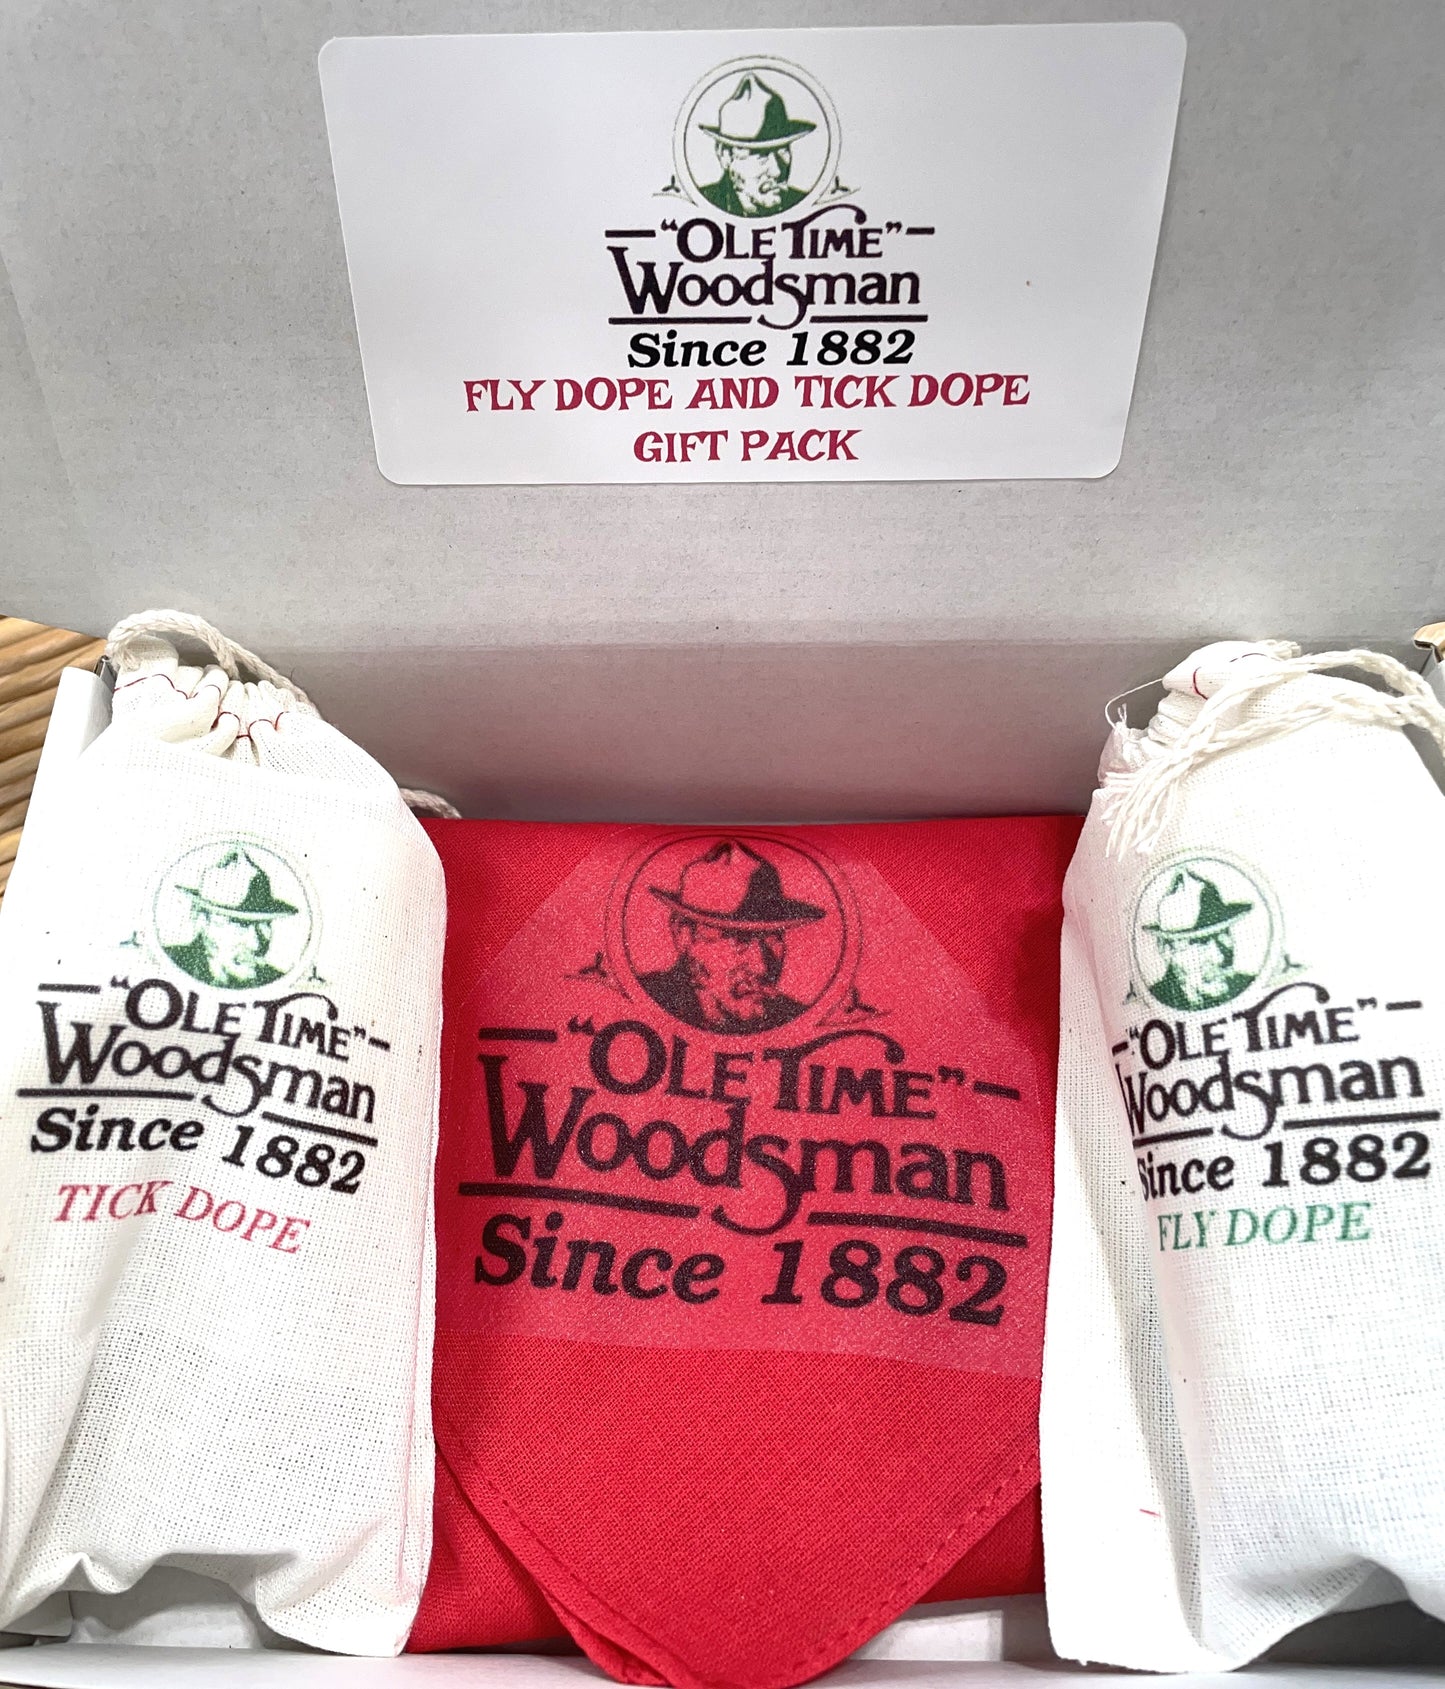 "OLE TIME"
Woodsman
Since 1882
FLY DOPE AND TICK DOPE
GIFT PACK
"OLE TIME"
Woodsman
Since 1882
TICK DOPE
"OLE TIME"
Woodsman
Since 1882
"OLE TIME"
Woodsman
Since 1882
FLY DOPE